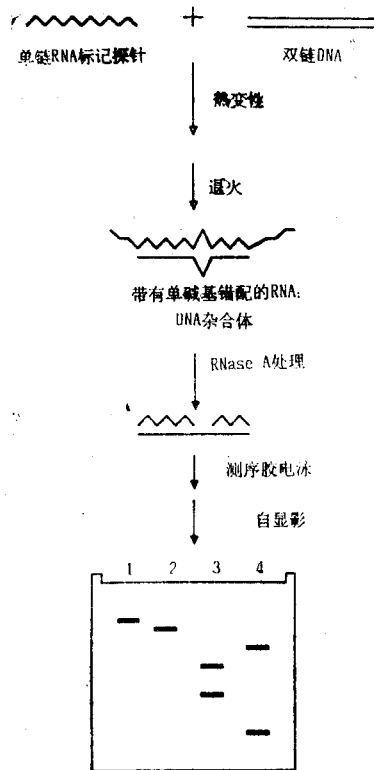 +
单链RNA标记探针 双链DNA
热变性
退火
带有单碱基错配的RNA:
DNA杂合体
RNase A处理
测序胶电泳
自显影
1 2 3 4